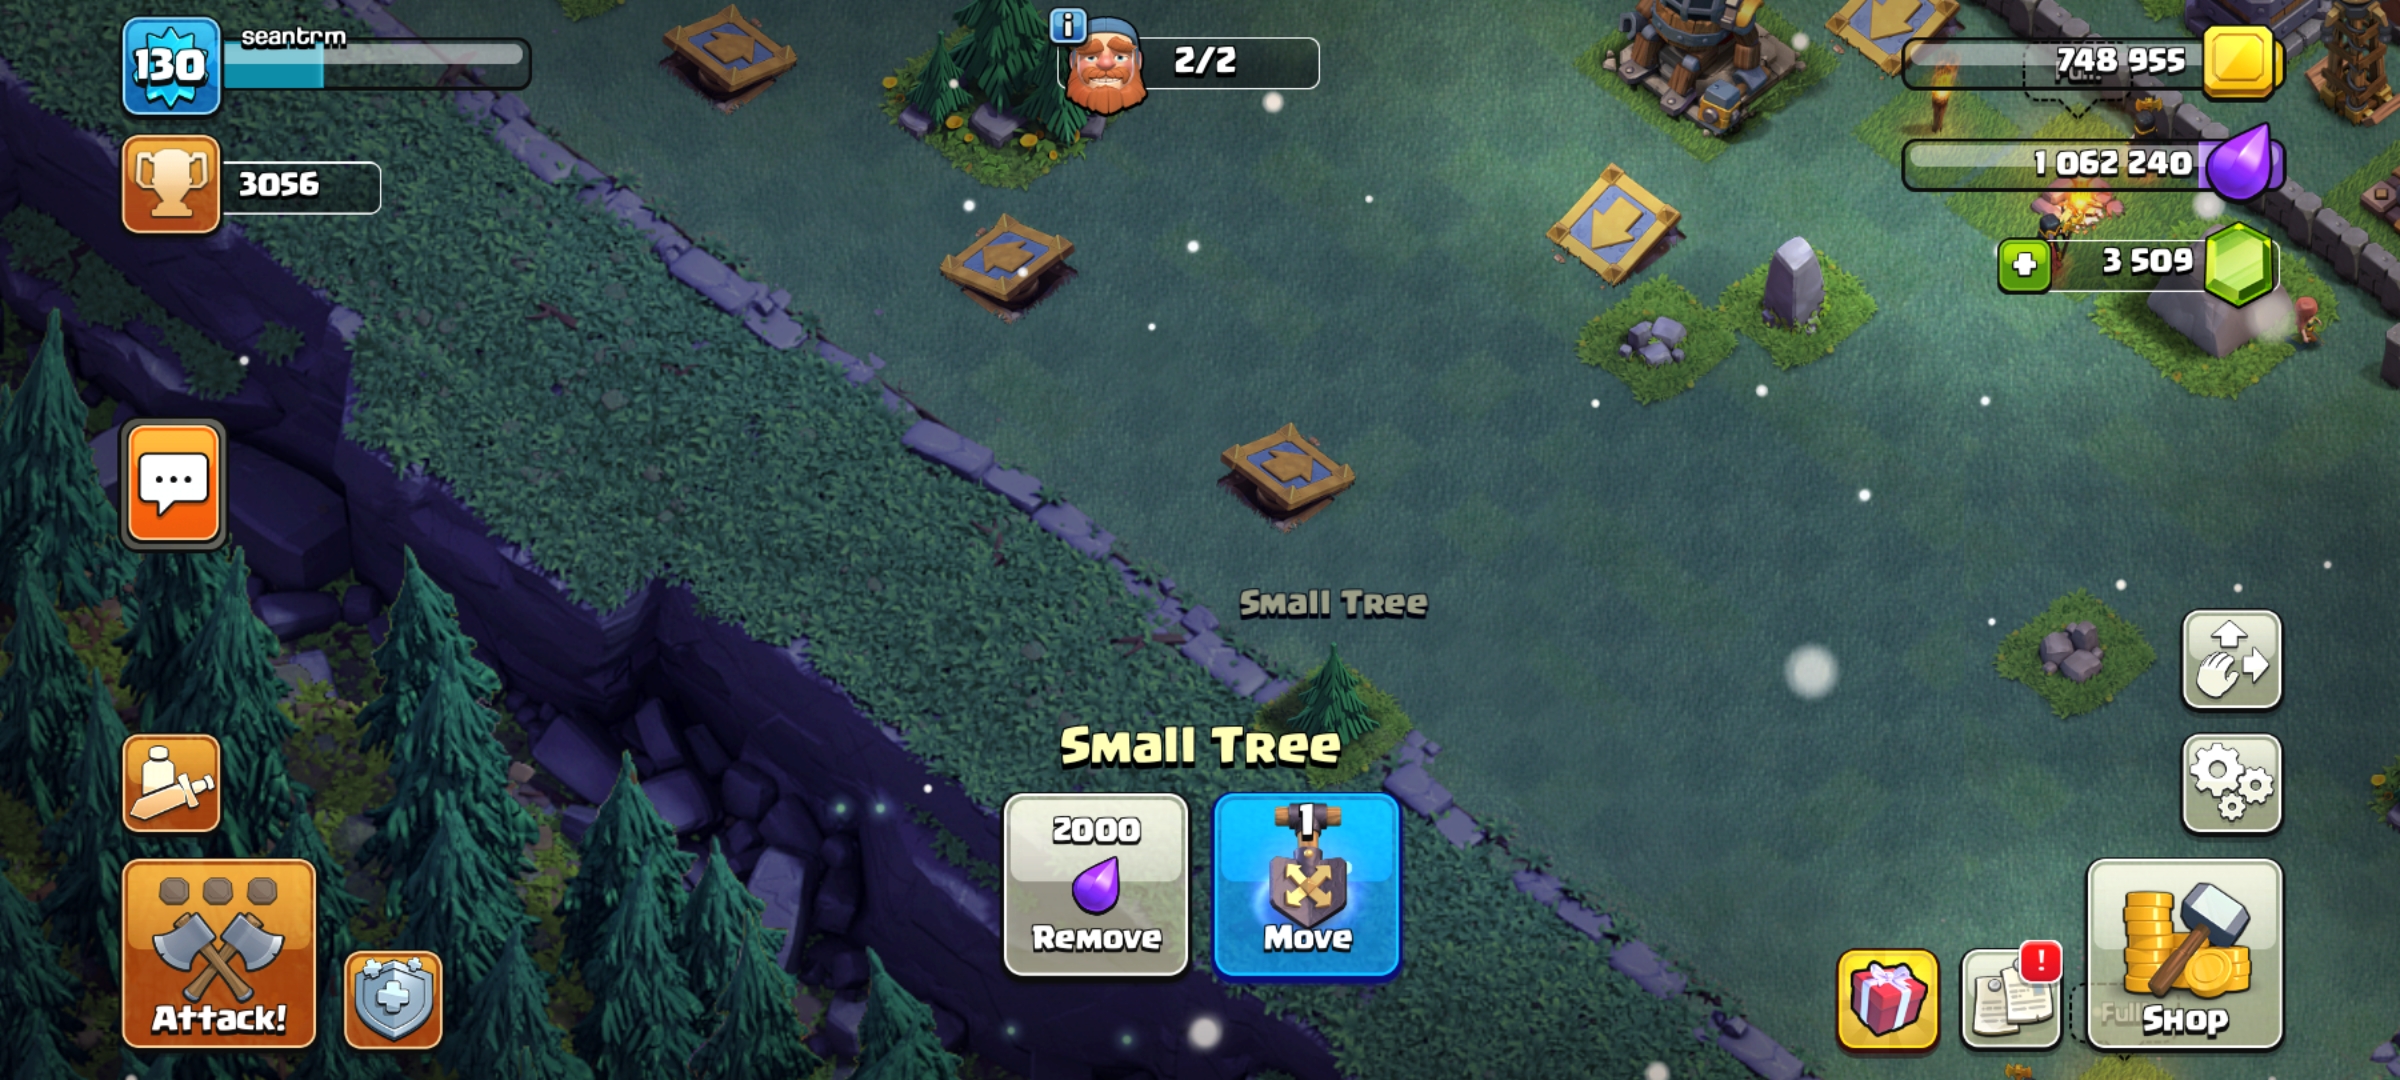 130
seantrm
2/2
748 955
3056
1 062 240
3 509
Small Tree
Small Tree
2000
Remove
1
Move
Attack!
!
Full
Shop